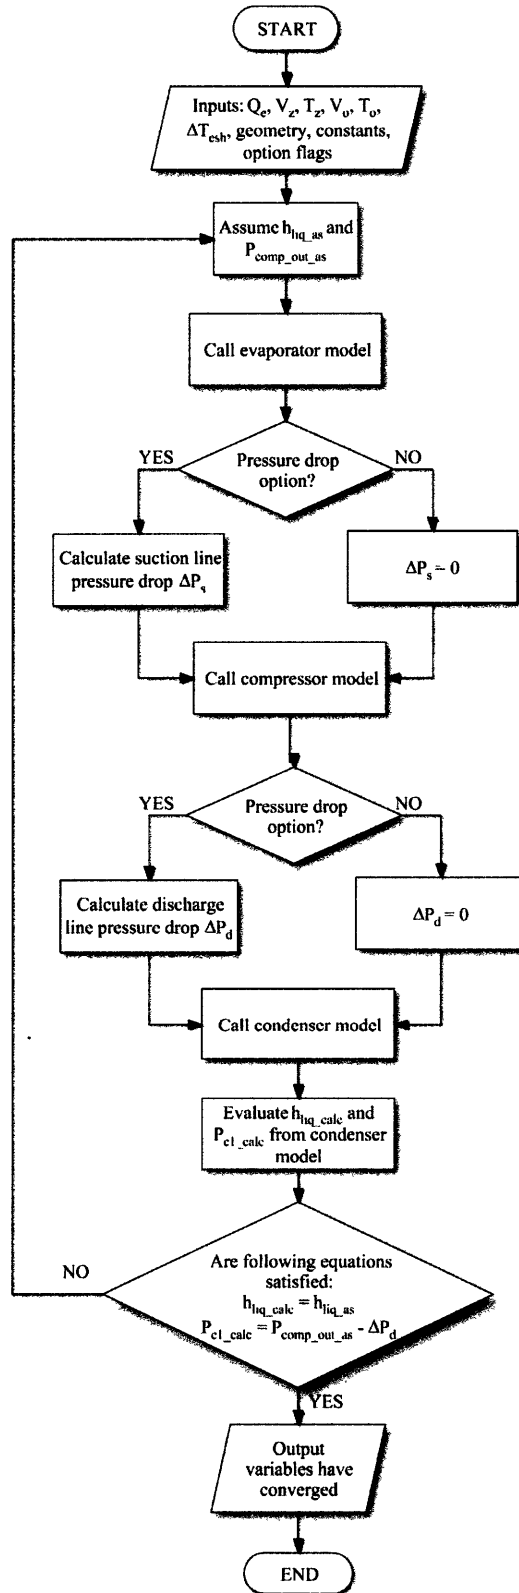 START
Inputs: Q_e, V_z, T_z, V_o, T_o,
ΔT_esh, geometry, constants,
option flags
Assume h_liq_as and
P_comp_out_as
Call evaporator model
YES
Pressure drop
option?
NO
Calculate suction line
pressure drop ΔP_s
ΔP_s = 0
Call compressor model
YES
Pressure drop
option?
NO
Calculate discharge
line pressure drop ΔP_d
ΔP_d = 0
Call condenser model
Evaluate h_liq_calc and
P_c1_calc from condenser
model
NO
Are following equations
satisfied:
h_liq_calc = h_liq_as
P_c1_calc = P_comp_out_as - ΔP_d
YES
Output
variables have
converged
END